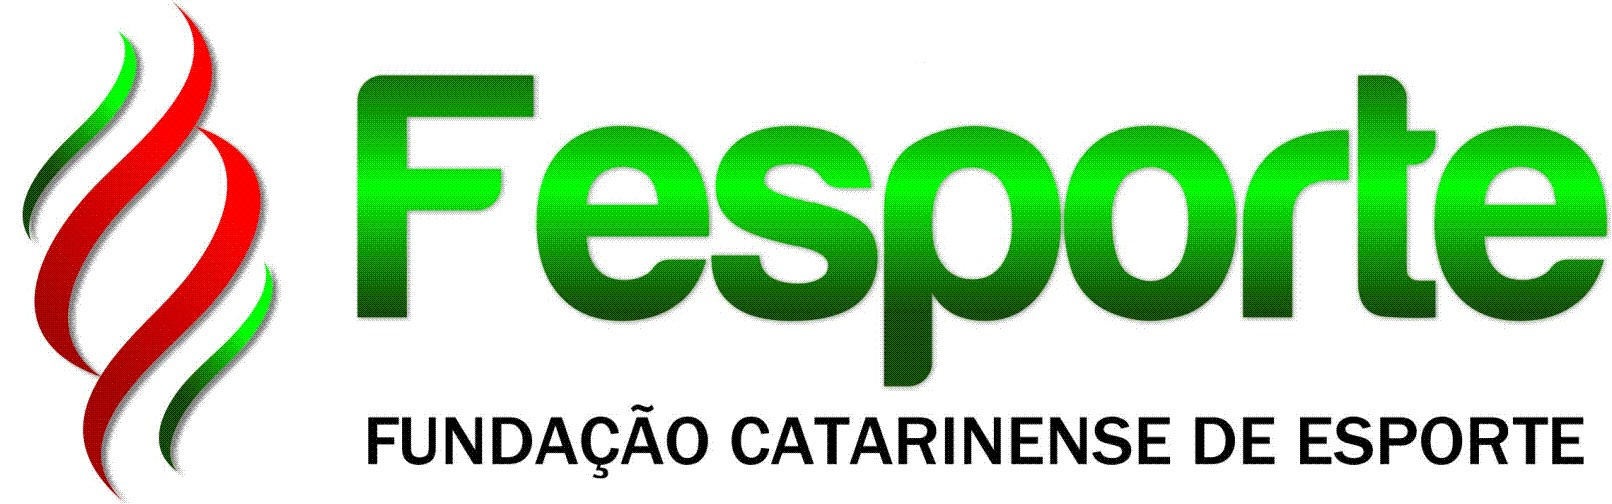 Fesporte
FUNDAÇÃO CATARINENSE DE ESPORTE